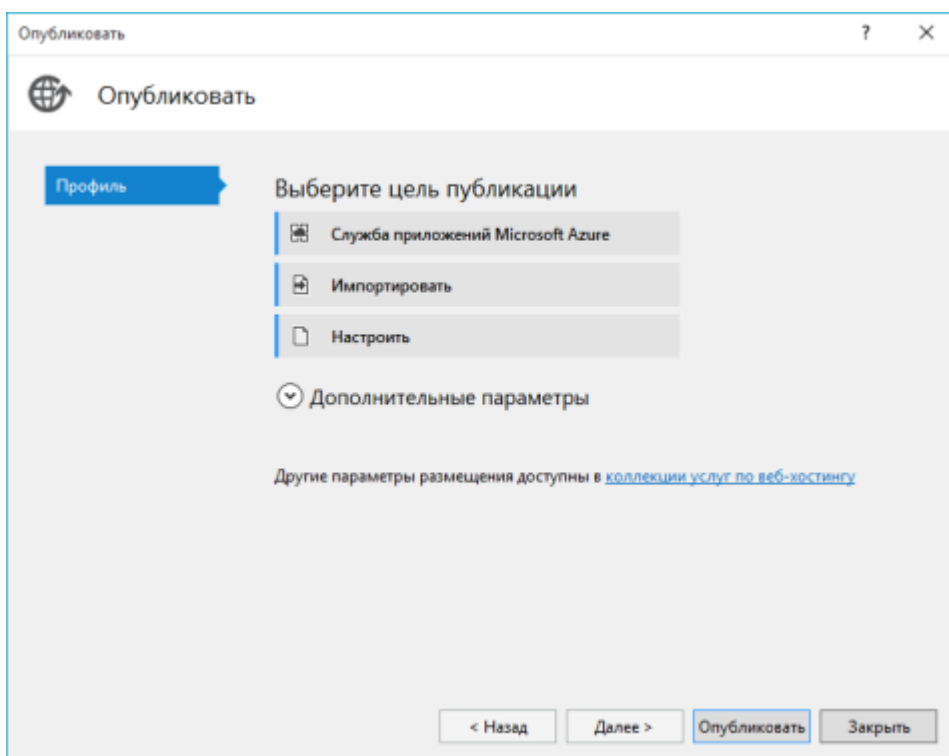 Опубликовать
?
Опубликовать
Профиль
Выберите цель публикации
Служба приложений Microsoft Azure
Импортировать
Настроить
Дополнительные параметры
Другие параметры размещения доступны в коллекции услуг по веб-хостингу
< Назад Далее > Опубликовать Закрыть